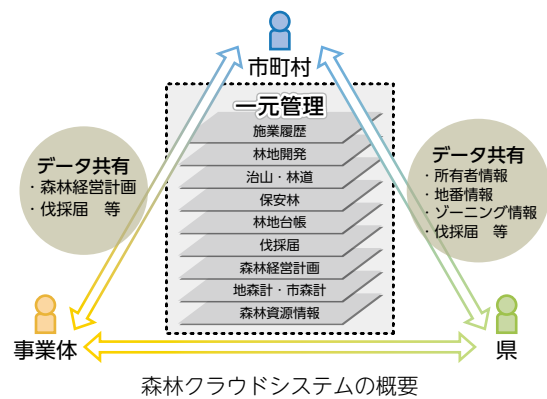 市町村
一元管理
施業履歴
林地開発
治山・林道
保安林
林地台帳
伐採届
森林経営計画
地森計・市森計
森林資源情報
データ共有
・森林経営計画
・伐採届　等
データ共有
・所有者情報
・地番情報
・ゾーニング情報
・伐採届　等
事業体
県
森林クラウドシステムの概要